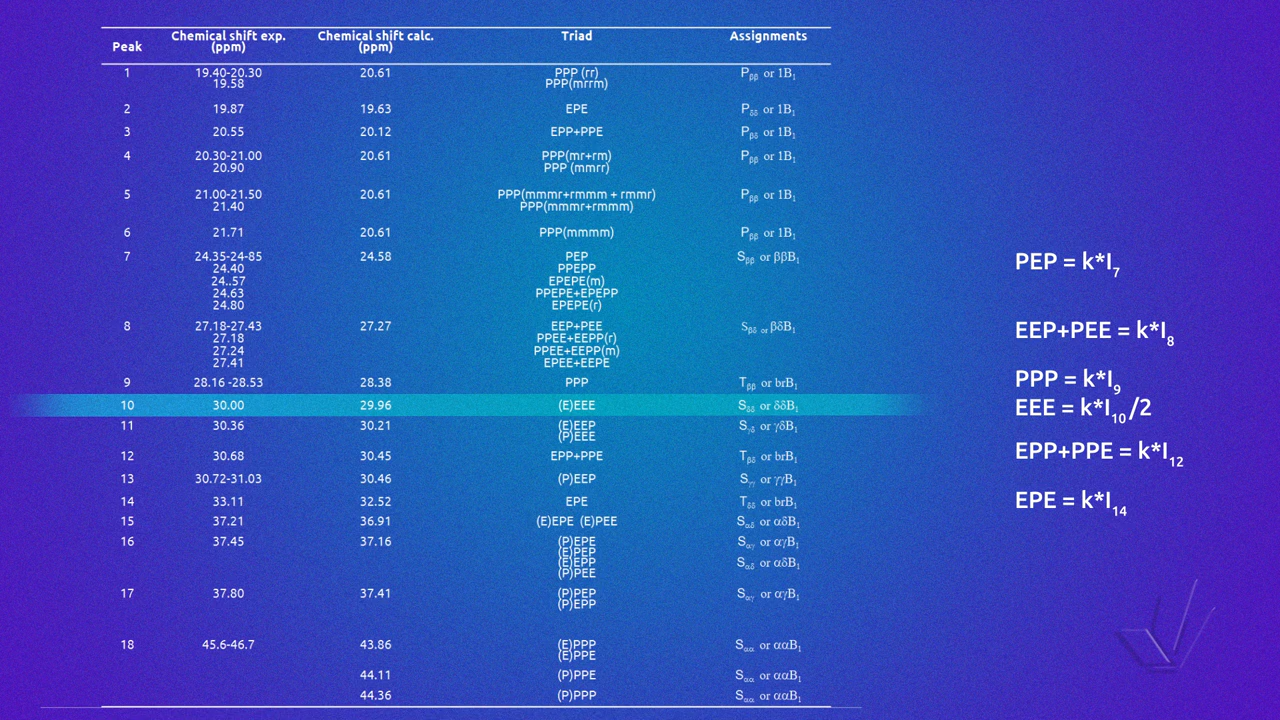 Peak Chemical shift exp. (ppm) Chemical shift calc. (ppm) Triad Assignments
1 19.40-20.30 20.61 PPP (rr) Pββ or 1B1
19.58 PPP(mrrm)
2 19.87 19.63 EPE Pδδ or 1B1
3 20.55 20.12 EPP+PPE Pβδ or 1B1
4 20.30-21.00 20.61 PPP(mr+rm) Pββ or 1B1
20.90 PPP (mmrr)
5 21.00-21.50 20.61 PPP(mmmr+rmmm + rmmr) Pββ or 1B1
21.40 PPP(mmmr+rmmm)
6 21.71 20.61 PPP(mmmm) Pββ or 1B1
7 24.35-24-85 24.58 PEP Sββ or ββB1
24.40 PPEPP
24..57 EPEPE(m)
24.63 PPEPE+EPEPP
24.80 EPEPE(r)
PEP = k*I7
8 27.18-27.43 27.27 EEP+PEE Sβδ or βδB1
27.18 PPEE+EEPP(r)
27.24 PPEE+EEPP(m)
27.41 EPEE+EEPE
EEP+PEE = k*I8
9 28.16 -28.53 28.38 PPP Tββ or brB1
PPP = k*I9
10 30.00 29.96 (E)EEE Sδδ or δδB1
EEE = k*I10/2
11 30.36 30.21 (E)EEP Sγδ or γδB1
(P)EEE
12 30.68 30.45 EPP+PPE Tβδ or brB1
EPP+PPE = k*I12
13 30.72-31.03 30.46 (P)EEP Sγγ or γγB1
14 33.11 32.52 EPE Tδδ or brB1
EPE = k*I14
15 37.21 36.91 (E)EPE (E)PEE Sαδ or αδB1
16 37.45 37.16 (P)EPE Sαγ or αγB1
(E)PEP
(E)EPP Sαδ or αδB1
(P)PEE
17 37.80 37.41 (P)PEP Sαγ or αγB1
(P)EPP
18 45.6-46.7 43.86 (E)PPP Sαα or ααB1
(E)PPE
44.11 (P)PPE Sαα or ααB1
44.36 (P)PPP Sαα or ααB1